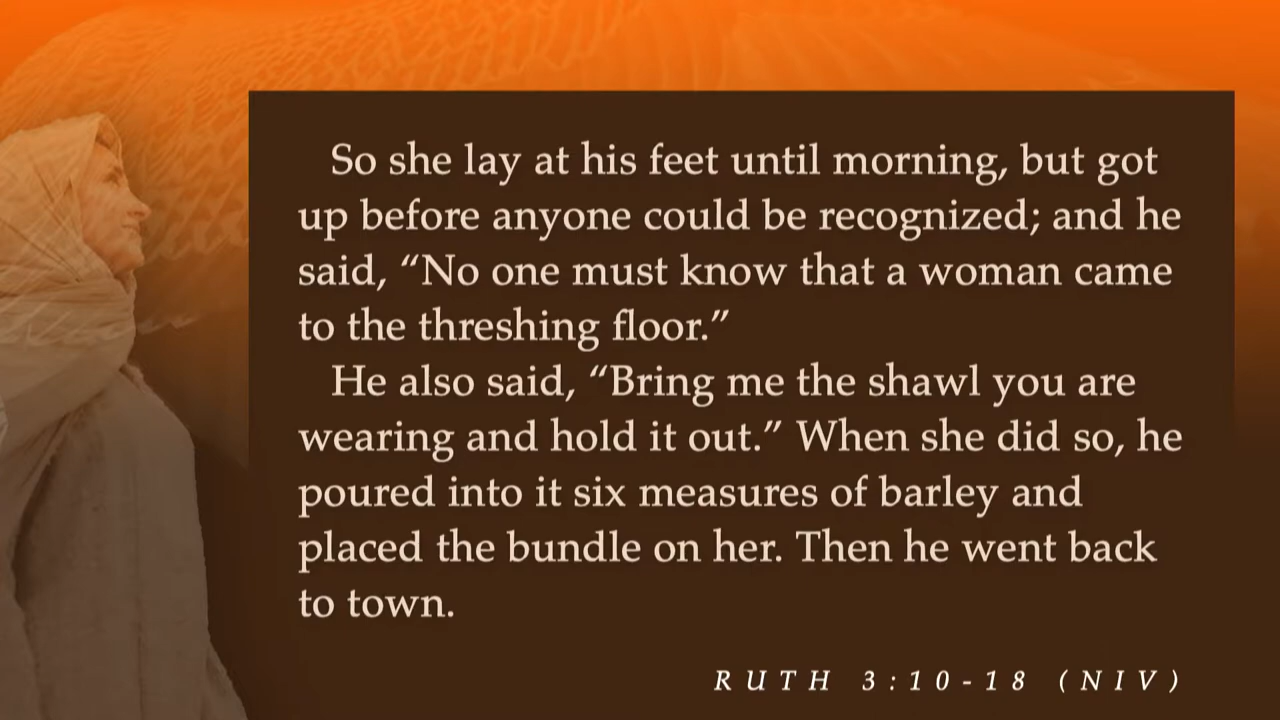 So she lay at his feet until morning, but got
up before anyone could be recognized; and he
said, “No one must know that a woman came
to the threshing floor.”
He also said, “Bring me the shawl you are
wearing and hold it out.” When she did so, he
poured into it six measures of barley and
placed the bundle on her. Then he went back
to town.
RUTH 3:10-18 (NIV)